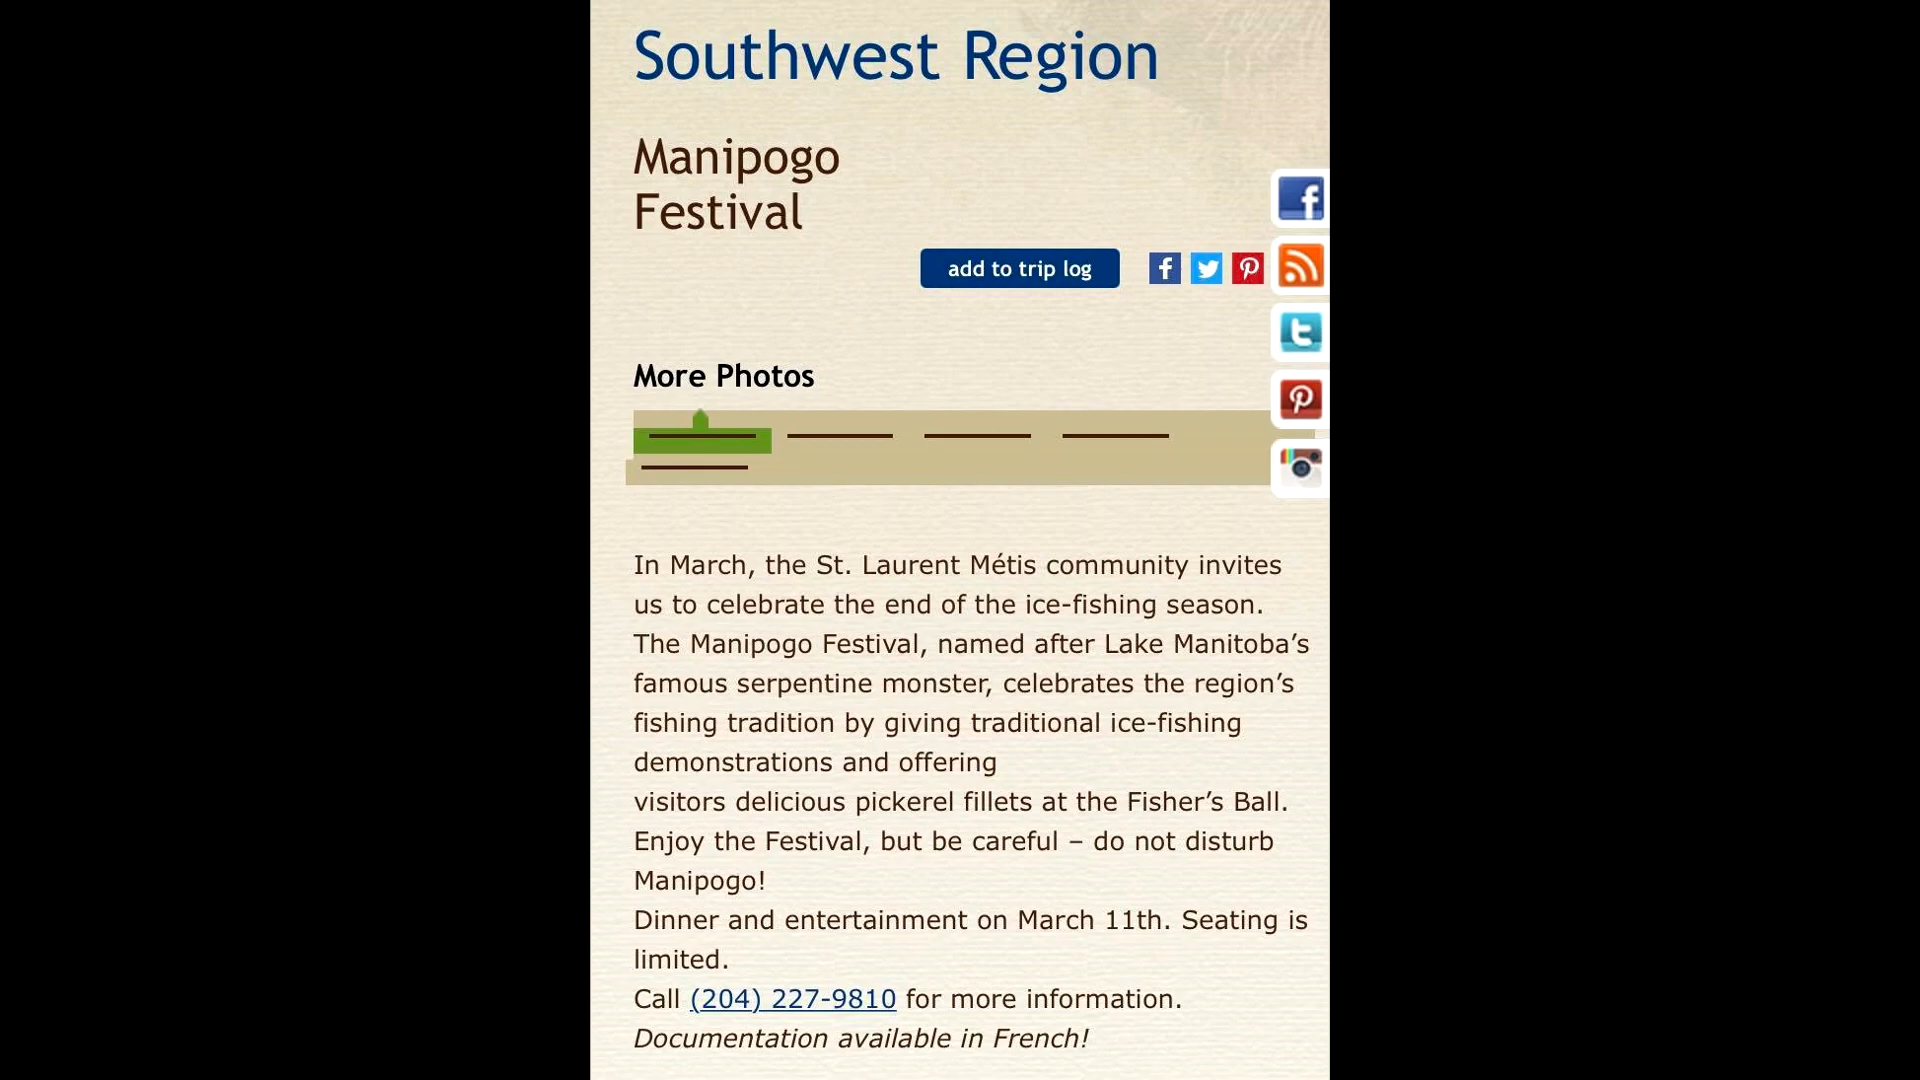 Southwest Region
Manipogo
Festival
add to trip log
More Photos
In March, the St. Laurent Métis community invites
us to celebrate the end of the ice-fishing season.
The Manipogo Festival, named after Lake Manitoba’s
famous serpentine monster, celebrates the region’s
fishing tradition by giving traditional ice-fishing
demonstrations and offering
visitors delicious pickerel fillets at the Fisher’s Ball.
Enjoy the Festival, but be careful – do not disturb
Manipogo!
Dinner and entertainment on March 11th. Seating is
limited.
Call (204) 227-9810 for more information.
Documentation available in French!